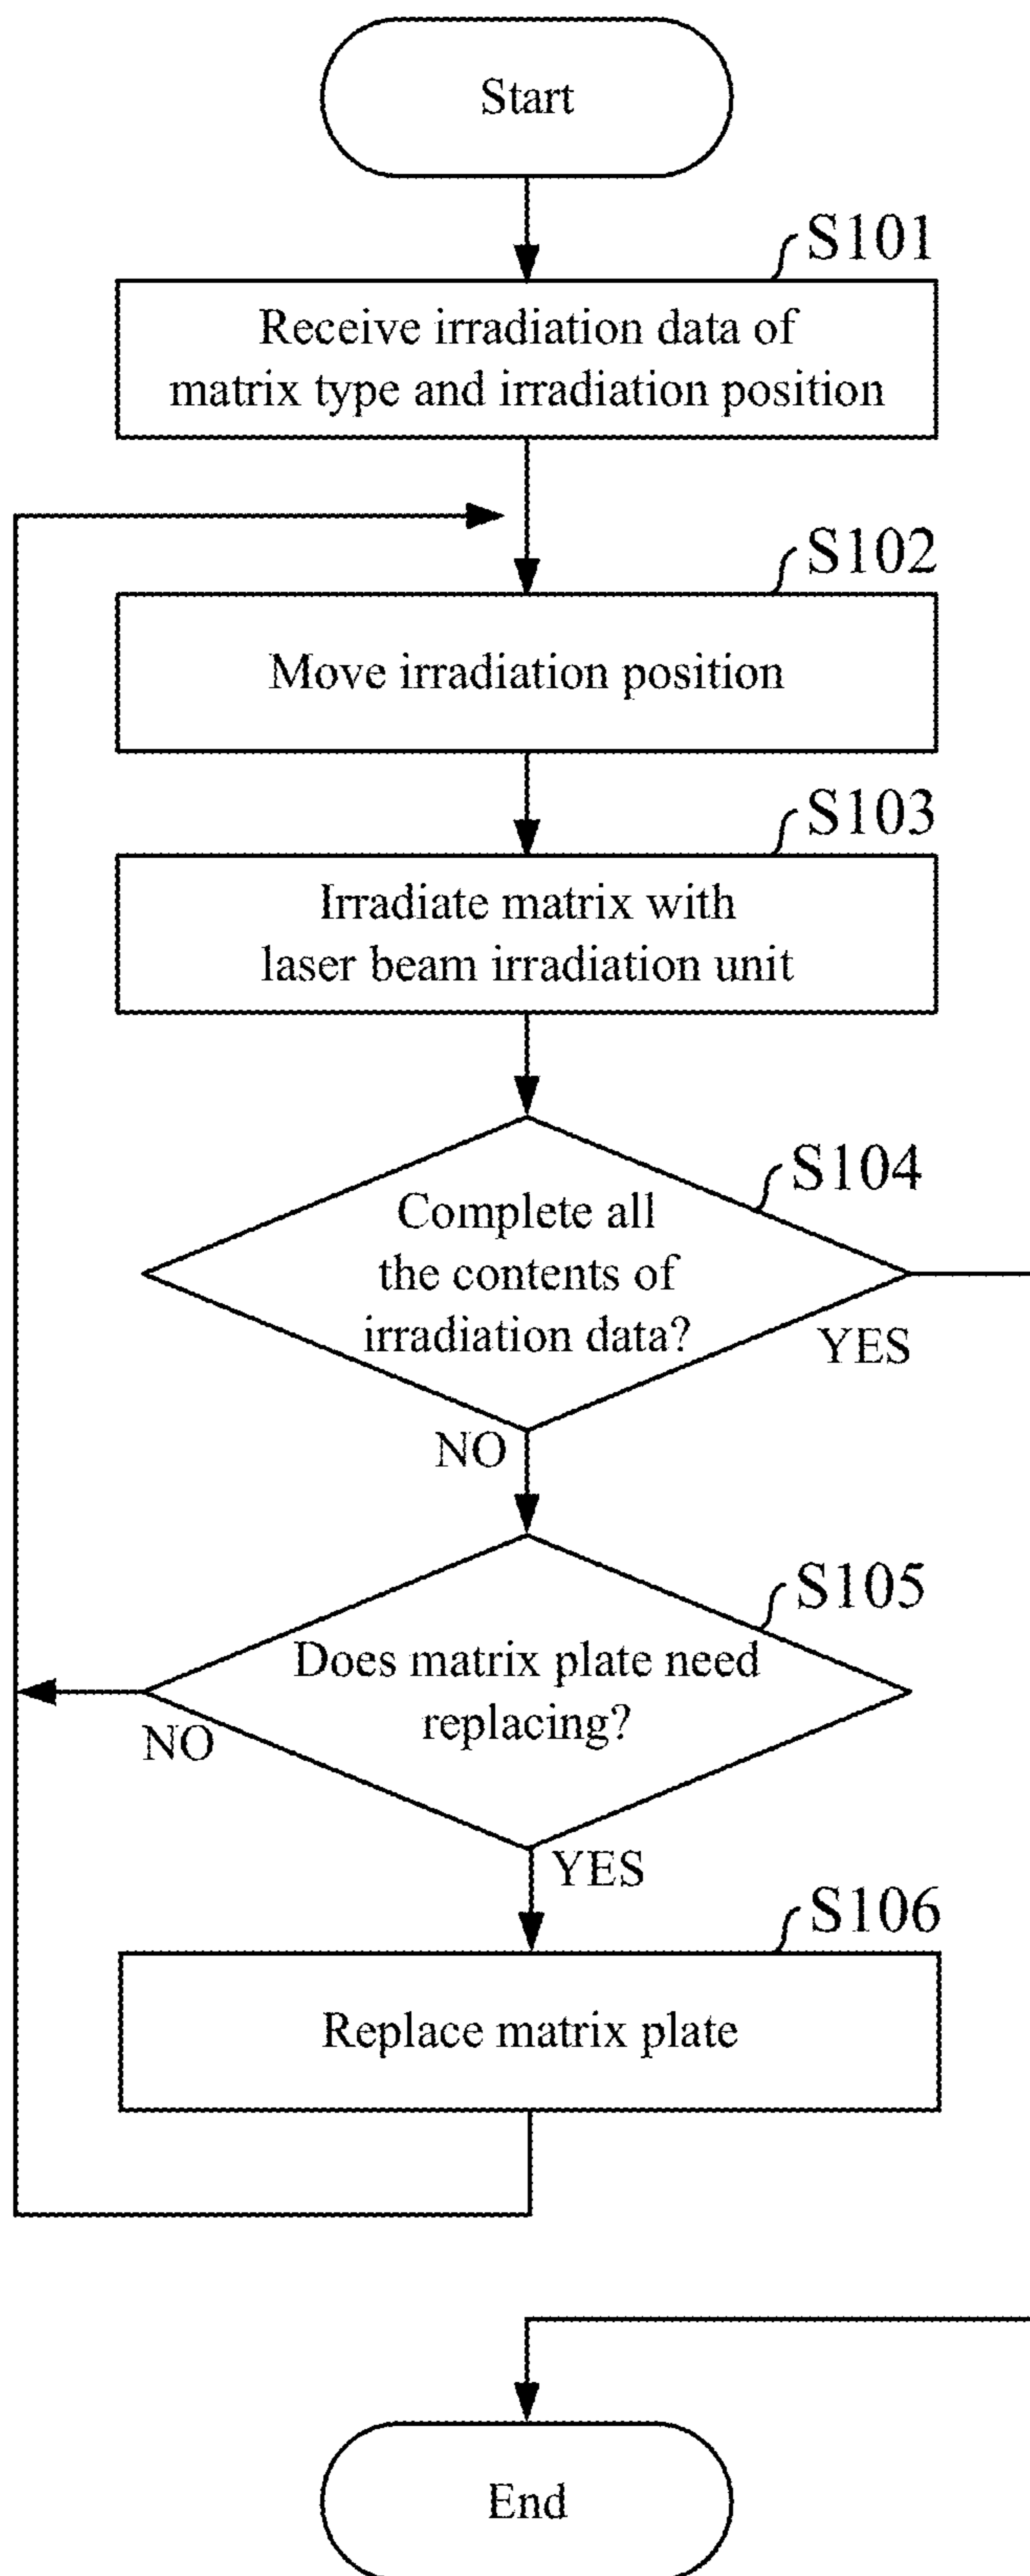 Start
S101
Receive irradiation data of
matrix type and irradiation position
S102
Move irradiation position
S103
Irradiate matrix with
laser beam irradiation unit
S104
Complete all
the contents of
irradiation data?
YES
NO
S105
Does matrix plate need
replacing?
NO
YES
S106
Replace matrix plate
End